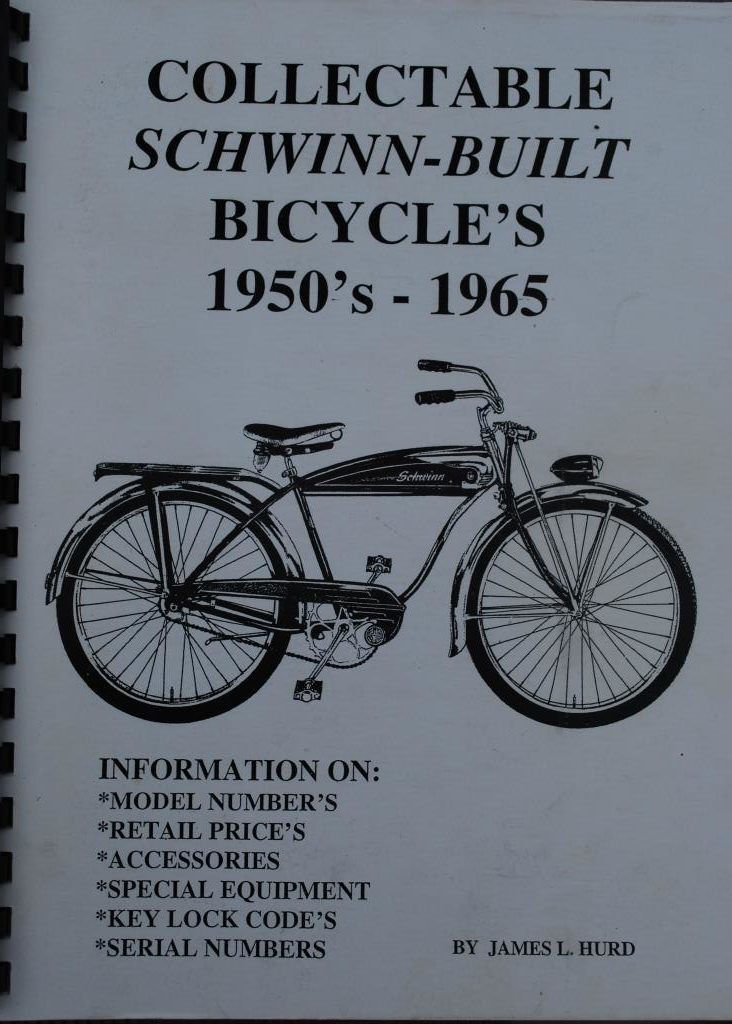 COLLECTABLE
SCHWINN-BUILT
BICYCLE'S
1950's - 1965
Schwinn
INFORMATION ON:
*MODEL NUMBER'S
*RETAIL PRICE'S
*ACCESSORIES
*SPECIAL EQUIPMENT
*KEY LOCK CODE'S
*SERIAL NUMBERS
BY JAMES L. HURD